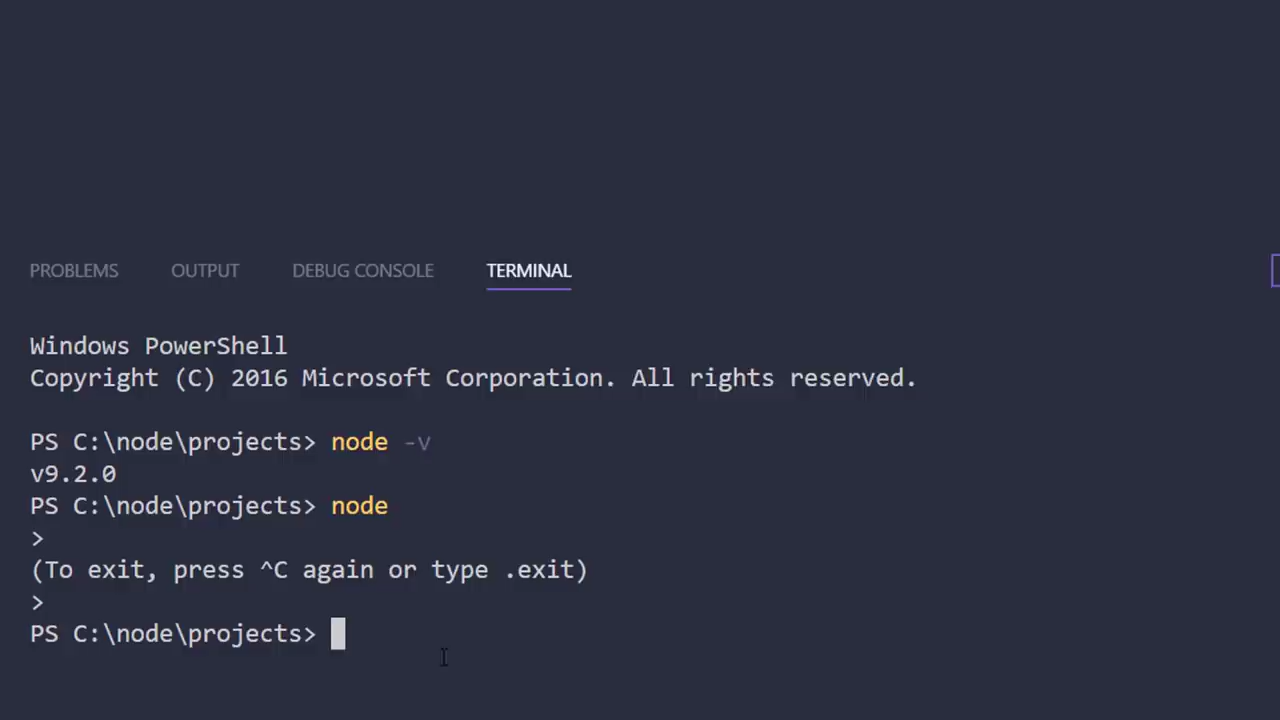 PROBLEMS OUTPUT DEBUG CONSOLE TERMINAL
Windows PowerShell
Copyright (C) 2016 Microsoft Corporation. All rights reserved.
PS C:\node\projects> node -v
v9.2.0
PS C:\node\projects> node
>
(To exit, press ^C again or type .exit)
>
PS C:\node\projects>